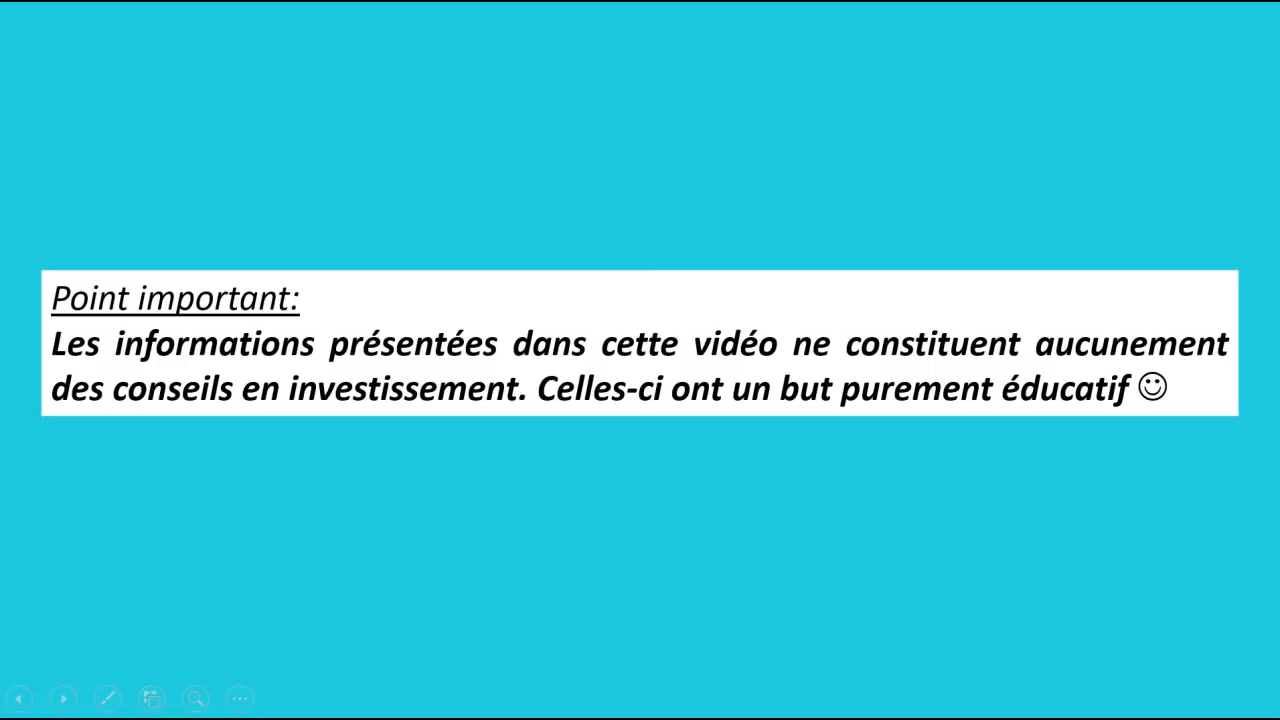 Point important:
Les informations présentées dans cette vidéo ne constituent aucunement
des conseils en investissement. Celles-ci ont un but purement éducatif ☺